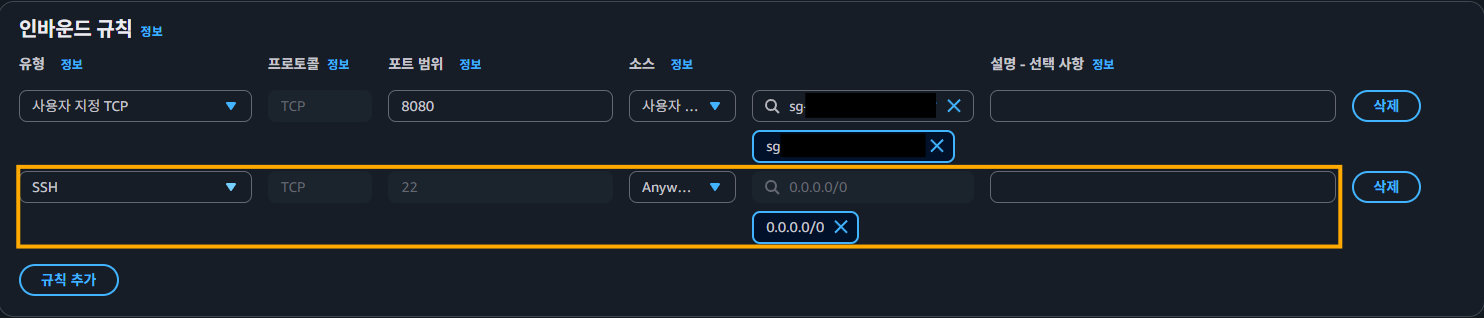 인바운드 규칙 정보
유형 정보 프로토콜 정보 포트 범위 정보 소스 정보 설명 - 선택 사항 정보
사용자 지정 TCP TCP 8080 사용자 ... sg- 삭제
sg
SSH TCP 22 Anyw... 0.0.0.0/0 삭제
0.0.0.0/0
규칙 추가